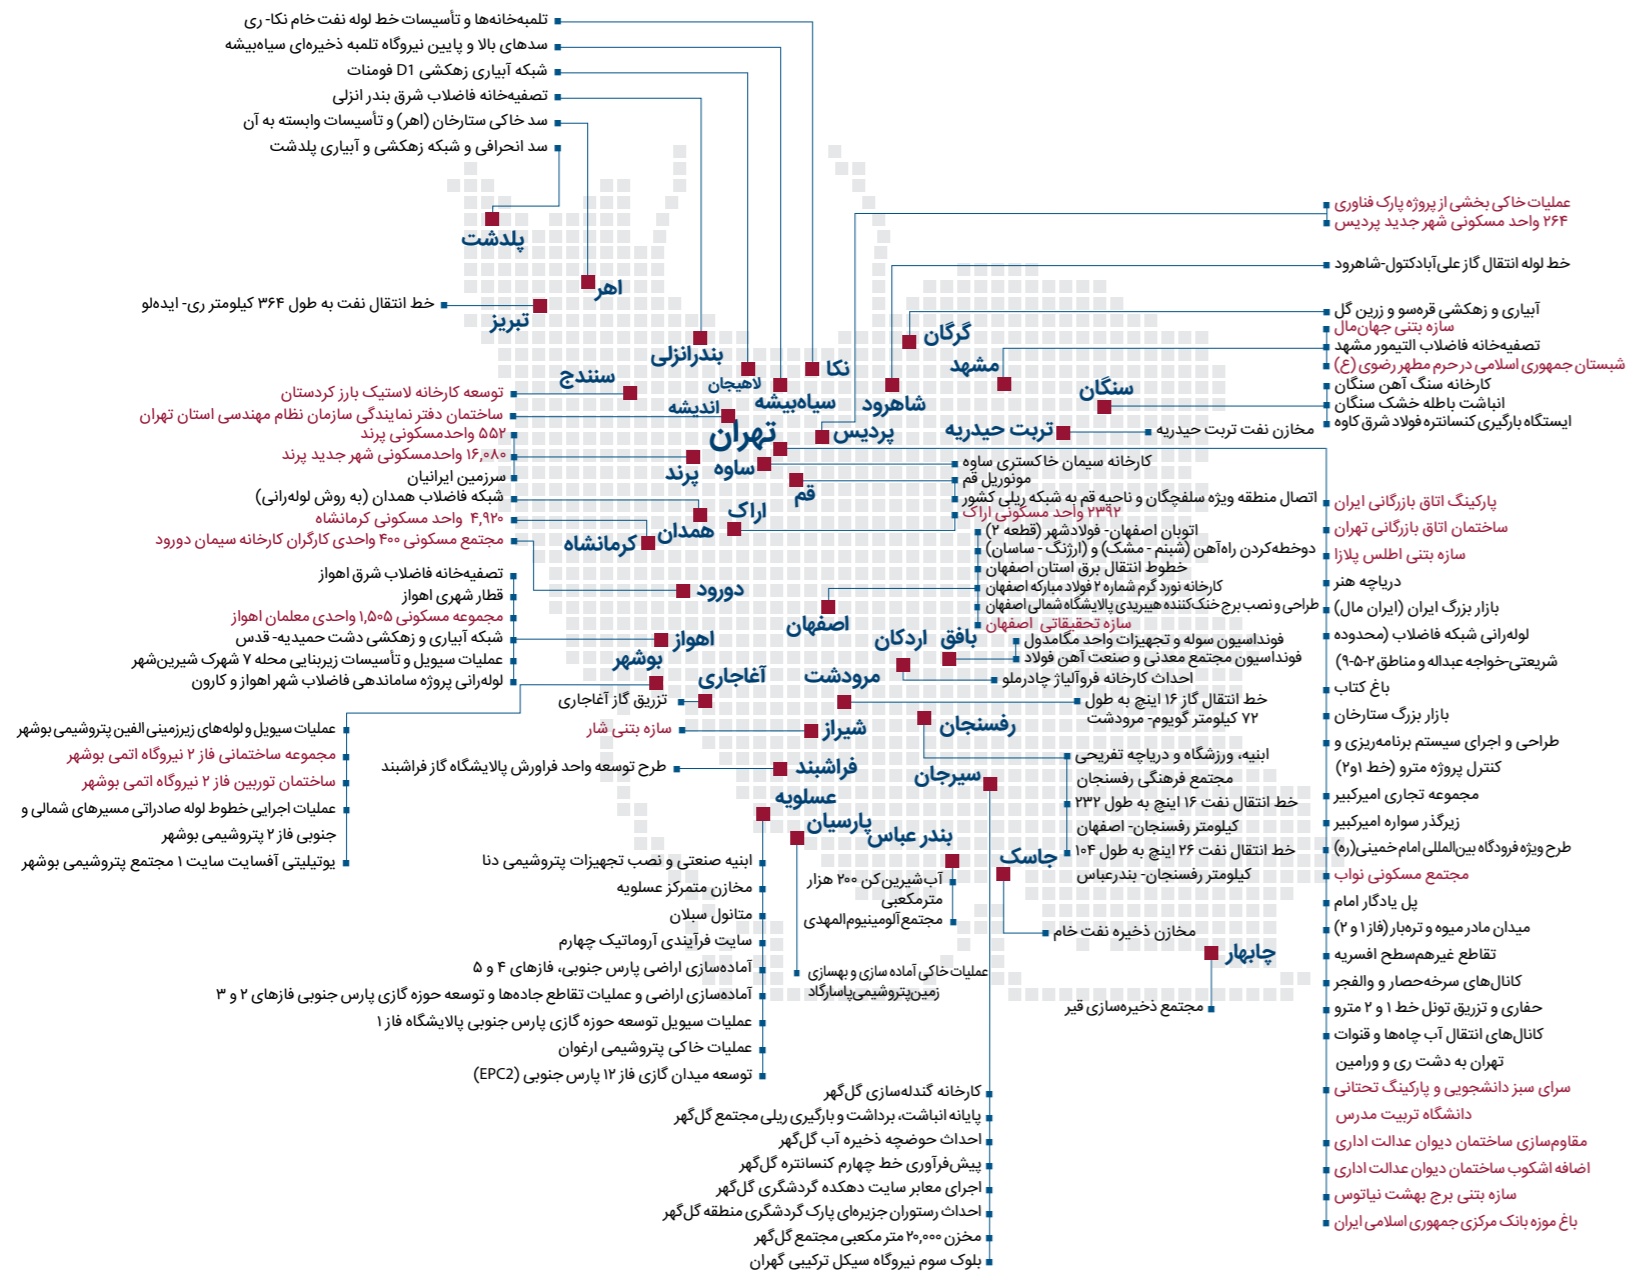 تلمبه‌خانه‌ها و تأسیسات خط لوله نفت خام نکا- ری
سدهای بالا و پایین نیروگاه تلمبه ذخیره‌ای سیاه‌بیشه
شبکه آبیاری زهکشی D1 فومنات
تصفیه‌خانه فاضلاب شرق بندر انزلی
سد خاکی ستارخان (اهر) و تأسیسات وابسته به آن
سد انحرافی و شبکه زهکشی و آبیاری پلدشت
پلدشت
اهر
خط انتقال نفت به طول ۳۶۴ کیلومتر ری- ایده‌لو
تبریز
بندرانزلی
لاهیجان
سیاه‌بیشه
نکا
شاهرود
گرگان
مشهد
سنگان
تربت حیدریه
پردیس
سنندج
اندیشه
تهران
پرند
ساوه
قم
اراک
همدان
کرمانشاه
دورود
اصفهان
اردکان
بافق
اهواز
بوشهر
آغاجاری
مرودشت
شیراز
رفسنجان
فراشبند
سیرجان
عسلویه
پارسیان
بندر عباس
جاسک
چابهار
عملیات خاکی بخشی از پروژه پارک فناوری
۲۶۴ واحد مسکونی شهر جدید پردیس
خط لوله انتقال گاز علی‌آبادکتول-شاهرود
آبیاری و زهکشی قره‌سو و زرین گل
سازه بتنی جهان‌مال
تصفیه‌خانه فاضلاب التیمور مشهد
شبستان جمهوری اسلامی در حرم مطهر رضوی (ع)
کارخانه سنگ آهن سنگان
انباشت باطله خشک سنگان
ایستگاه بارگیری کنسانتره فولاد شرق کاوه
مخازن نفت تربت حیدریه
توسعه کارخانه لاستیک بارز کردستان
ساختمان دفتر نمایندگی سازمان نظام مهندسی استان تهران
۵۵۲ واحدمسکونی پرند
۱۶,۰۸۰ واحدمسکونی شهر جدید پرند
سرزمین ایرانیان
شبکه فاضلاب همدان (به روش لوله‌رانی)
۴,۹۲۰ واحد مسکونی کرمانشاه
مجتمع مسکونی ۴۰۰ واحدی کارگران کارخانه سیمان دورود
کارخانه سیمان خاکستری ساوه
مونوریل قم
اتصال منطقه ویژه سلفچگان و ناحیه قم به شبکه ریلی کشور
۲۳۹۲ واحد مسکونی اراک
اتوبان اصفهان- فولادشهر (قطعه ۲)
دوخطه‌کردن راه‌آهن (شبنم - مشک) و (ارژنگ - ساسان)
خطوط انتقال برق استان اصفهان
کارخانه نورد گرم شماره ۲ فولاد مبارکه اصفهان
طراحی و نصب برج خنک‌کننده هیبریدی پالایشگاه شمالی اصفهان
سازه تحقیقاتی اصفهان
فونداسیون سوله و تجهیزات واحد مگامدول
فونداسیون مجتمع معدنی و صنعت آهن فولاد
احداث کارخانه فروآلیاژ چادرملو
خط انتقال گاز ۱۶ اینچ به طول
۷۲ کیلومتر گویوم- مرودشت
تصفیه‌خانه فاضلاب شرق اهواز
قطار شهری اهواز
مجموعه مسکونی ۱,۵۰۵ واحدی معلمان اهواز
شبکه آبیاری و زهکشی دشت حمیدیه- قدس
عملیات سیویل و تأسیسات زیربنایی محله ۷ شهرک شیرین‌شهر
لوله‌رانی پروژه ساماندهی فاضلاب شهر اهواز و کارون
تزریق گاز آغاجاری
سازه بتنی شار
طرح توسعه واحد فراورش پالایشگاه گاز فراشبند
عملیات سیویل و لوله‌های زیرزمینی الفین پتروشیمی بوشهر
مجموعه ساختمانی فاز ۲ نیروگاه اتمی بوشهر
ساختمان توربین فاز ۲ نیروگاه اتمی بوشهر
عملیات اجرایی خطوط لوله صادراتی مسیرهای شمالی و
جنوبی فاز ۲ پتروشیمی بوشهر
یوتیلیتی آفسایت سایت ۱ مجتمع پتروشیمی بوشهر
ابنیه، ورزشگاه و دریاچه تفریحی
مجتمع فرهنگی رفسنجان
خط انتقال نفت ۱۶ اینچ به طول ۲۳۲
کیلومتر رفسنجان- اصفهان
خط انتقال نفت ۲۶ اینچ به طول ۱۰۴
کیلومتر رفسنجان- بندرعباس
ابنیه صنعتی و نصب تجهیزات پتروشیمی دنا
مخازن متمرکز عسلویه
متانول سبلان
سایت فرآیندی آروماتیک چهارم
آماده‌سازی اراضی پارس جنوبی، فازهای ۴ و ۵
آماده‌سازی اراضی و عملیات تقاطع جاده‌ها و توسعه حوزه گازی پارس جنوبی فازهای ۲ و ۳
عملیات سیویل توسعه حوزه گازی پارس جنوبی پالایشگاه فاز ۱
عملیات خاکی پتروشیمی ارغوان
توسعه میدان گازی فاز ۱۲ پارس جنوبی (EPC2)
آب‌شیرین‌کن ۲۰۰ هزار
مترمکعبی
مجتمع‌آلومینیوم‌المهدی
عملیات خاکی آماده سازی و بهسازی
زمین‌پتروشیمی‌پاسارگاد
مخازن ذخیره نفت خام
مجتمع ذخیره‌سازی قیر
کارخانه گندله‌سازی گل‌گهر
پایانه انباشت، برداشت و بارگیری ریلی مجتمع گل‌گهر
احداث حوضچه ذخیره آب گل‌گهر
پیش‌فرآوری خط چهارم کنسانتره گل‌گهر
اجرای معابر سایت دهکده گردشگری گل‌گهر
احداث رستوران جزیره‌ای پارک گردشگری منطقه گل‌گهر
مخزن ۲۰,۰۰۰ متر مکعبی مجتمع گل‌گهر
بلوک سوم نیروگاه سیکل ترکیبی گهران
پارکینگ اتاق بازرگانی ایران
ساختمان اتاق بازرگانی تهران
سازه بتنی اطلس پلازا
دریاچه هنر
بازار بزرگ ایران (ایران مال)
لوله‌رانی شبکه فاضلاب (محدوده
شریعتی-خواجه عبداله و مناطق ۲-۵-۹)
باغ کتاب
بازار بزرگ ستارخان
طراحی و اجرای سیستم برنامه‌ریزی و
کنترل پروژه مترو (خط ۱و۲)
مجموعه تجاری امیرکبیر
زیرگذر سواره امیرکبیر
طرح ویژه فرودگاه بین‌المللی امام خمینی(ره)
مجتمع مسکونی نواب
پل یادگار امام
میدان مادر میوه و تره‌بار (فاز ۱ و ۲)
تقاطع غیرهم‌سطح افسریه
کانال‌های سرخه‌حصار و والفجر
حفاری و تزریق تونل خط ۱ و ۲ مترو
کانال‌های انتقال آب چاه‌ها و قنوات
تهران به دشت ری و ورامین
سرای سبز دانشجویی و پارکینگ تحتانی
دانشگاه تربیت مدرس
مقاوم‌سازی ساختمان دیوان عدالت اداری
اضافه اشکوب ساختمان دیوان عدالت اداری
سازه بتنی برج بهشت نیاتوس
باغ موزه بانک مرکزی جمهوری اسلامی ایران